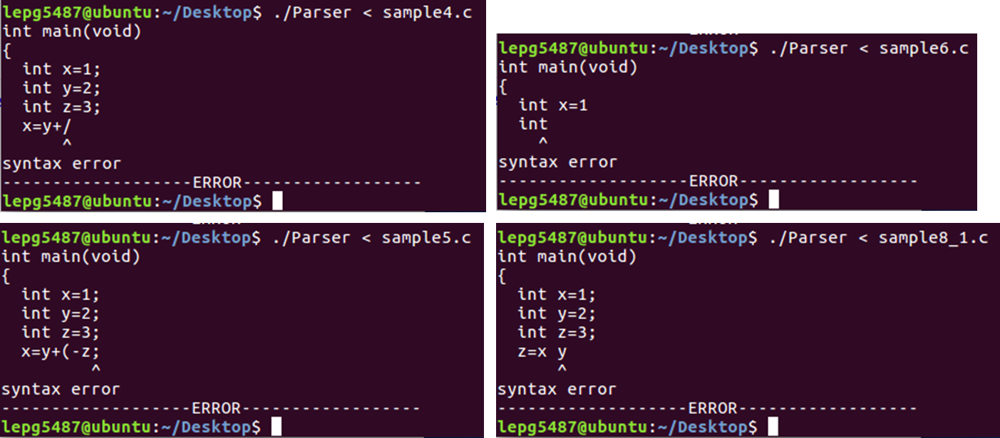 lepg5487@ubuntu:~/Desktop$ ./Parser < sample4.c
int main(void)
{
  int x=1;
  int y=2;
  int z=3;
  x=y+/
      ^
syntax error
-------------------ERROR------------------
lepg5487@ubuntu:~/Desktop$
lepg5487@ubuntu:~/Desktop$ ./Parser < sample6.c
int main(void)
{
  int x=1
  int
    ^
syntax error
-------------------ERROR------------------
lepg5487@ubuntu:~/Desktop$
lepg5487@ubuntu:~/Desktop$ ./Parser < sample5.c
int main(void)
{
  int x=1;
  int y=2;
  int z=3;
  x=y+(-z;
         ^
syntax error
-------------------ERROR------------------
lepg5487@ubuntu:~/Desktop$
lepg5487@ubuntu:~/Desktop$ ./Parser < sample8_1.c
int main(void)
{
  int x=1;
  int y=2;
  int z=3;
  z=x y
      ^
syntax error
-------------------ERROR------------------
lepg5487@ubuntu:~/Desktop$